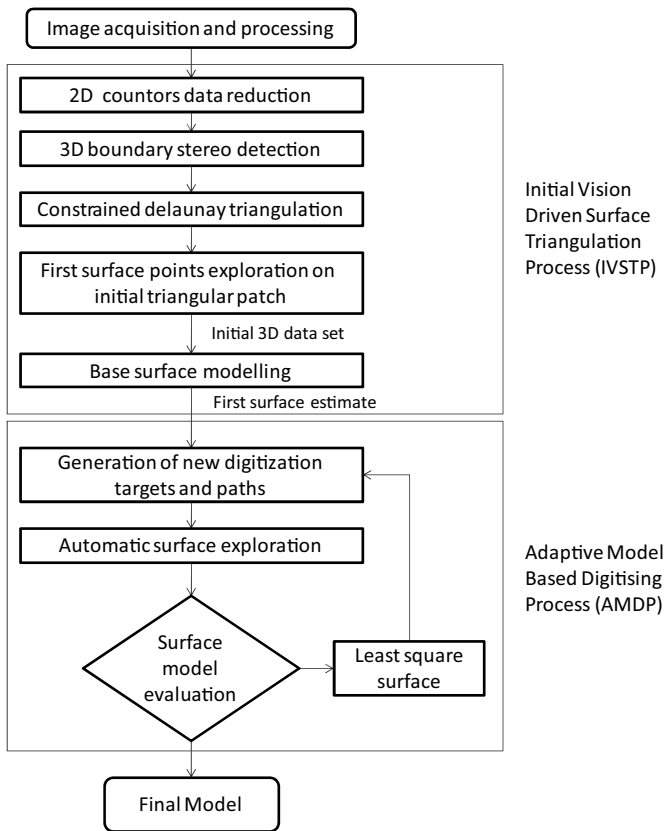 Image acquisition and processing
2D countors data reduction
3D boundary stereo detection
Constrained delaunay triangulation
First surface points exploration on
initial triangular patch
Initial 3D data set
Base surface modelling
First surface estimate
Initial Vision
Driven Surface
Triangulation
Process (IVSTP)
Generation of new digitization
targets and paths
Automatic surface exploration
Surface
model
evaluation
Least square
surface
Adaptive Model
Based Digitising
Process (AMDP)
Final Model